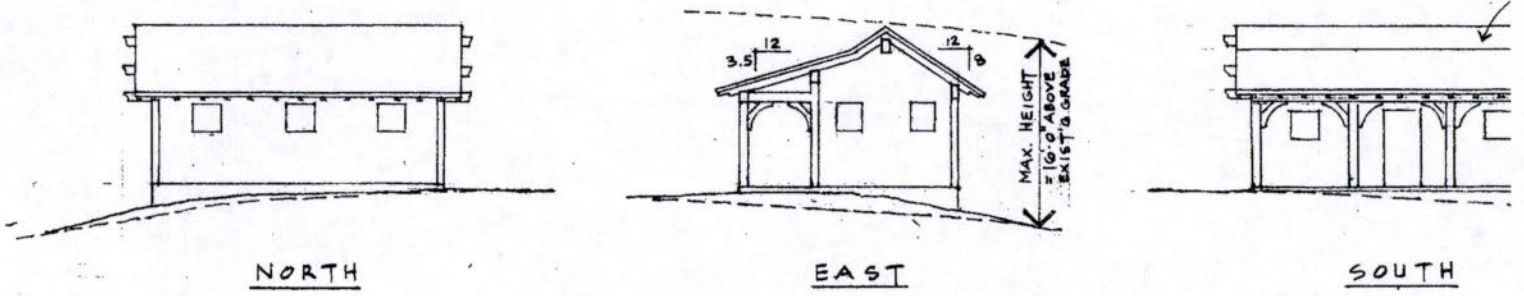 12
3.5
12
8
MAX. HEIGHT
= 16'-0" ABOVE
EXIST'G GRADE
NORTH
EAST
SOUTH